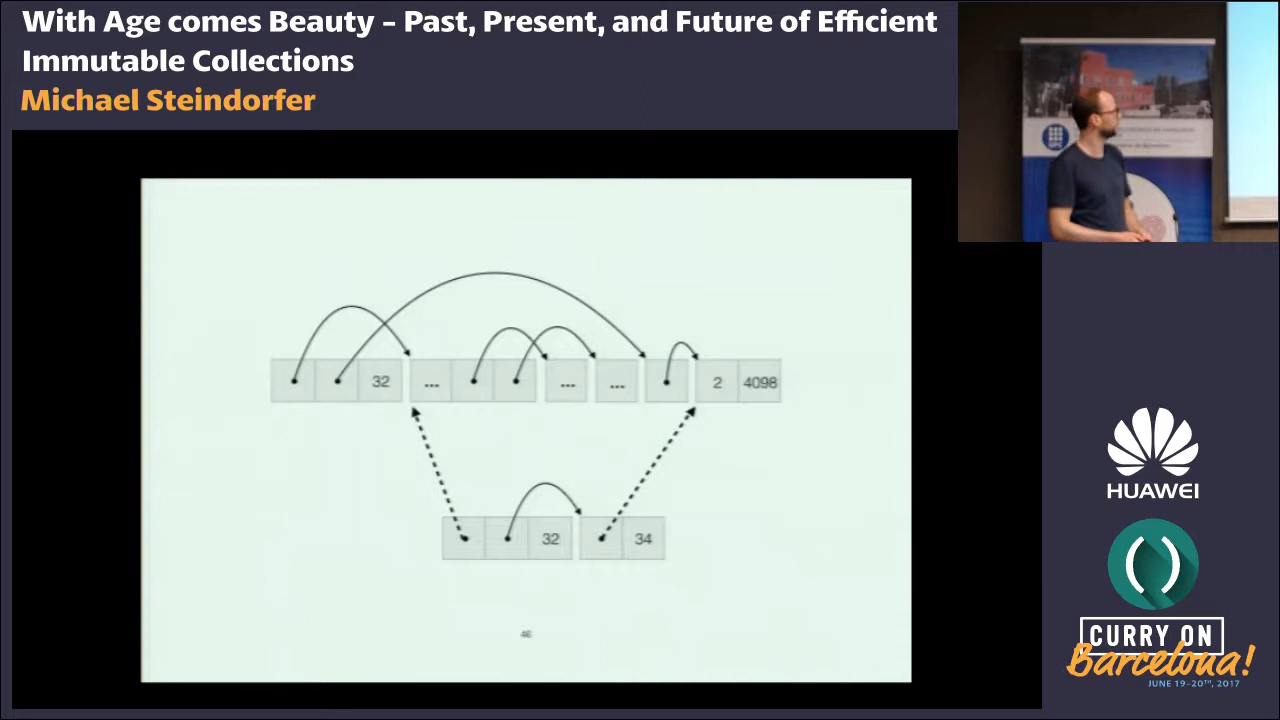 With Age comes Beauty – Past, Present, and Future of Efficient
Immutable Collections
Michael Steindorfer
32 ... ... ... 2 4098
32 34
46
HUAWEI
CURRY ON
Barcelona!
JUNE 19-20TH, 2017